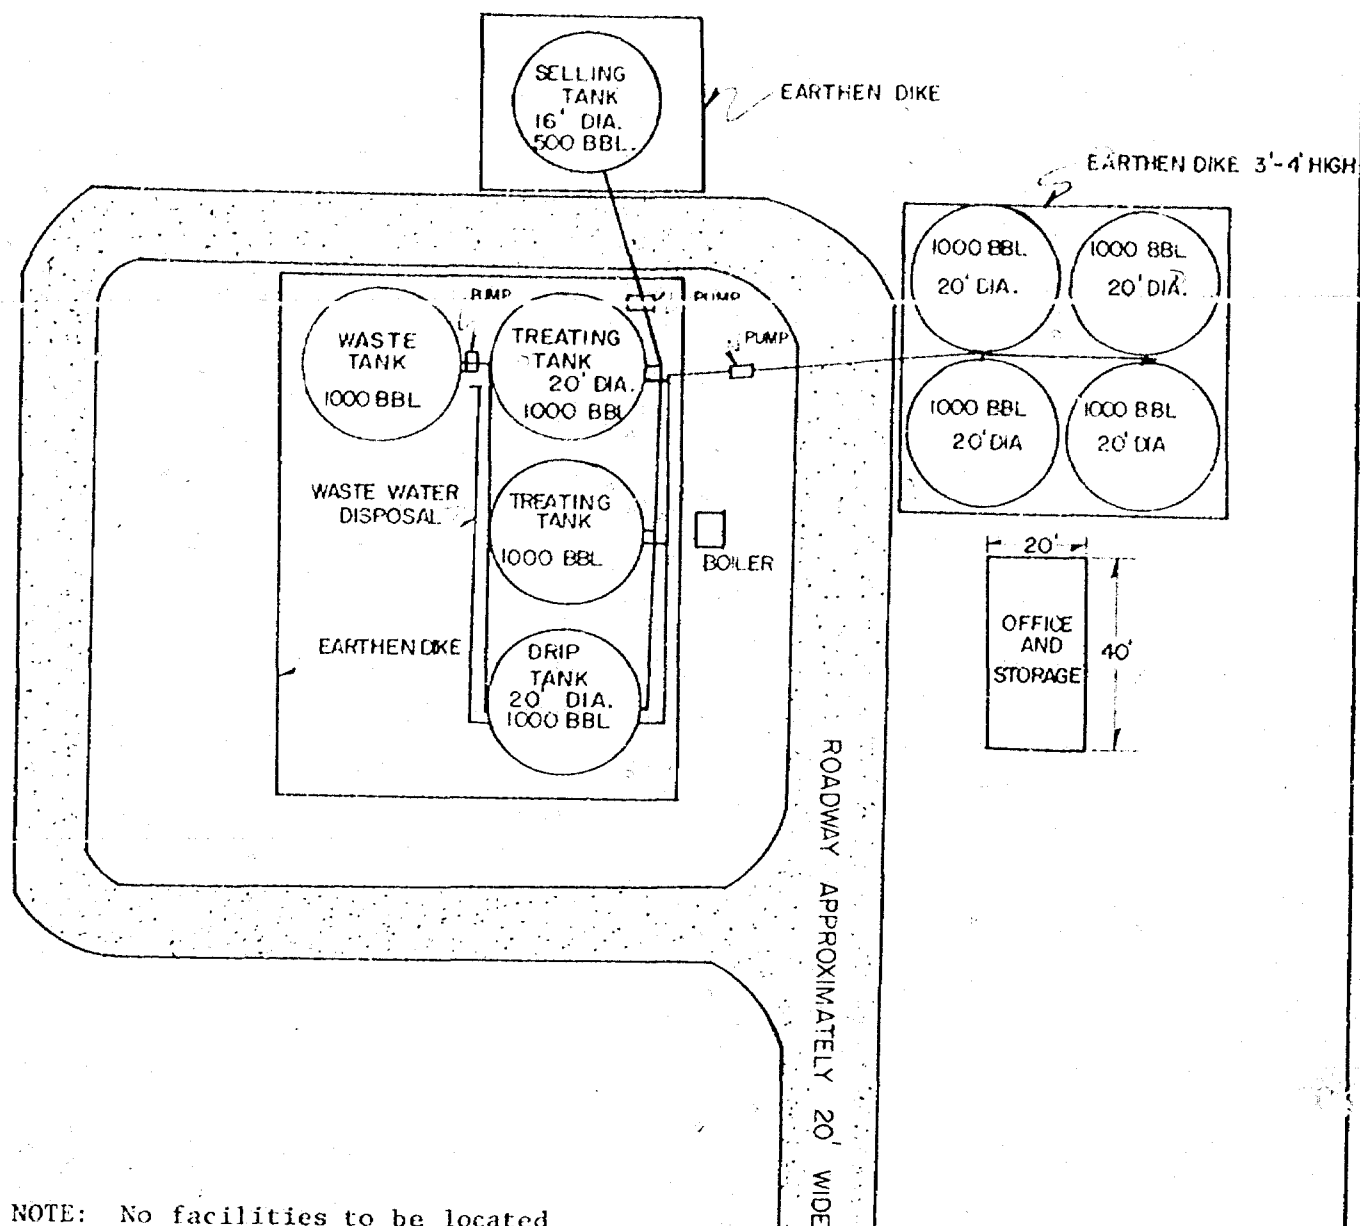 SELLING
TANK
16' DIA.
500 BBL.
EARTHEN DIKE
EARTHEN DIKE 3'-4' HIGH
1000 BBL
20' DIA.
1000 BBL
20' DIA.
1000 BBL
20' DIA
1000 BBL
20' DIA
PUMP
PUMP
PUMP
WASTE
TANK
1000 BBL
TREATING
TANK
20' DIA.
1000 BBL
WASTE WATER
DISPOSAL
TREATING
TANK
1000 BBL
BOILER
EARTHEN DIKE
DRIP
TANK
20' DIA.
1000 BBL
20'
OFFICE
AND
STORAGE
40'
ROADWAY APPROXIMATELY 20' WIDE
NOTE: No facilities to be located